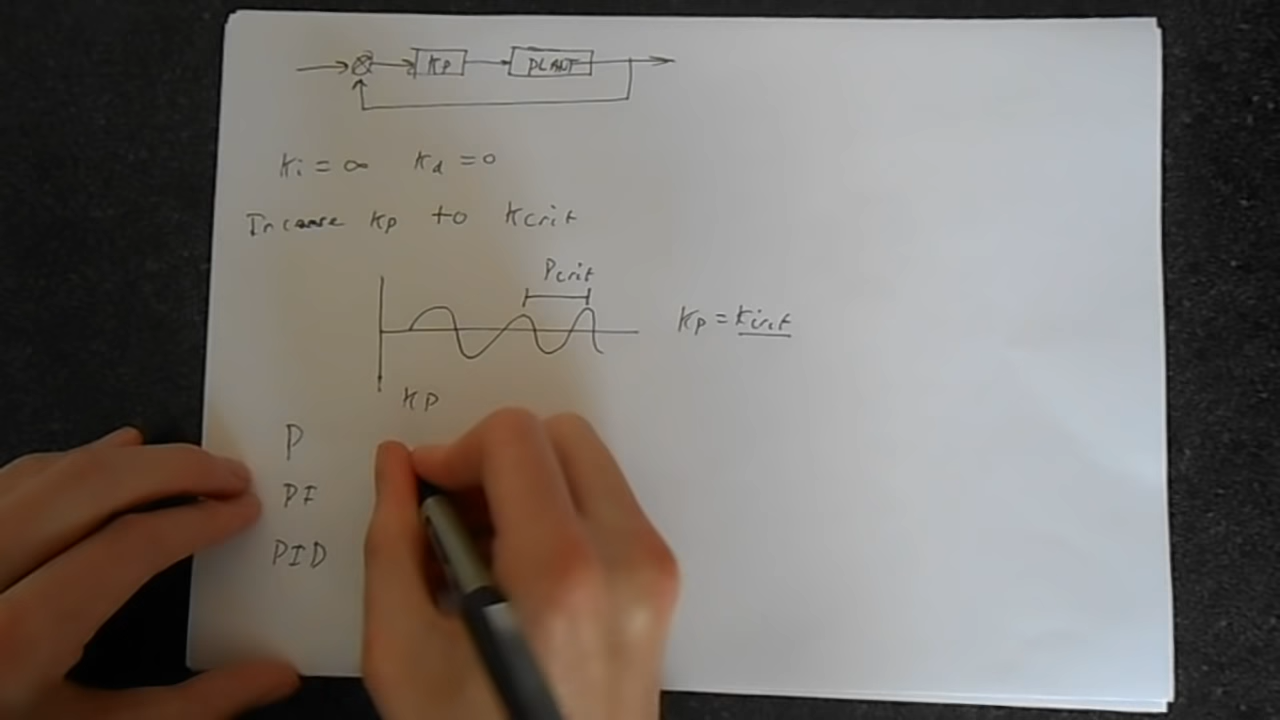 KP PLANT
Ki = ∞ Kd = 0
Increase Kp to Kcrit
Pcrit
Kp = Kcrit
KP
P
PI
PID